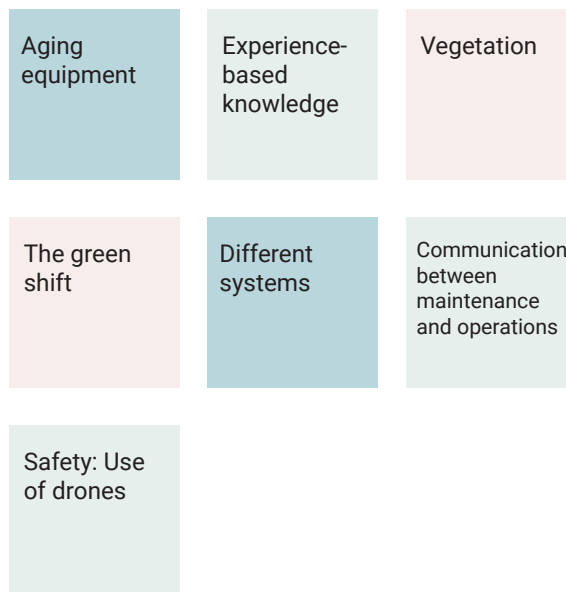 Aging
equipment
Experience-
based
knowledge
Vegetation
The green
shift
Different
systems
Communication
between
maintenance
and operations
Safety: Use
of drones